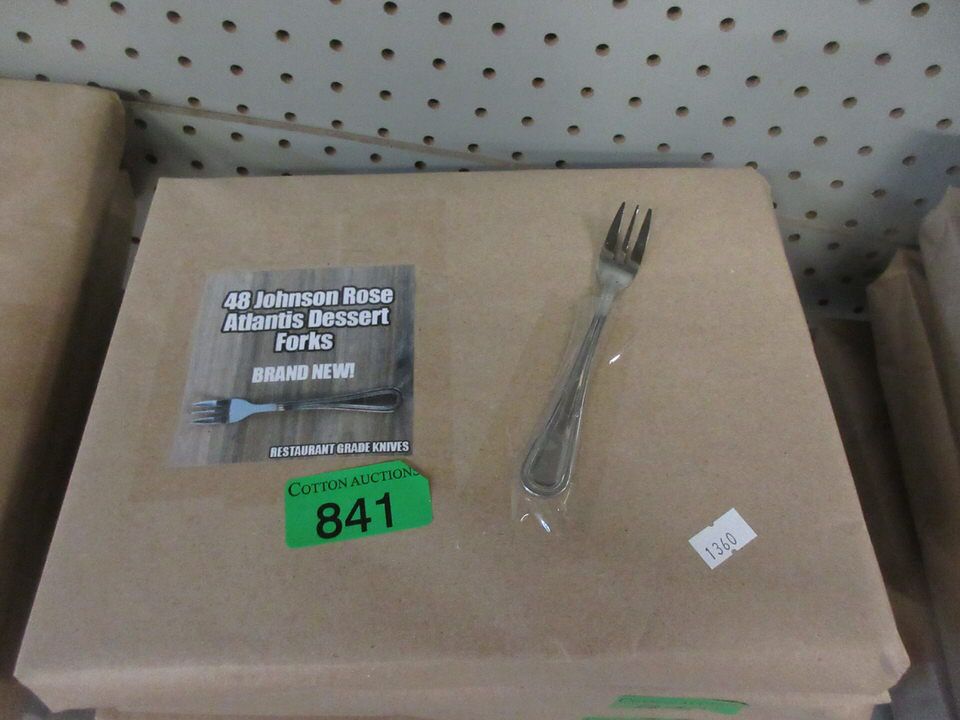 48 Johnson Rose
Atlantis Dessert
Forks
BRAND NEW!
RESTAURANT GRADE KNIVES
COTTON AUCTIONS
841
1360